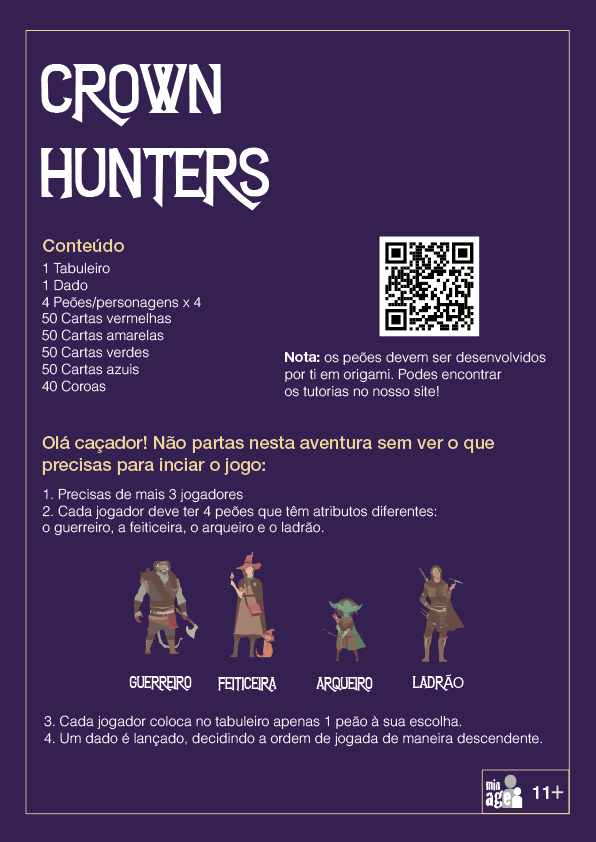 CROWN
HUNTERS
Conteúdo
1 Tabuleiro
1 Dado
4 Peões/personagens x 4
50 Cartas vermelhas
50 Cartas amarelas
50 Cartas verdes
50 Cartas azuis
40 Coroas
Nota: os peões devem ser desenvolvidos
por ti em origami. Podes encontrar
os tutorias no nosso site!
Olá caçador! Não partas nesta aventura sem ver o que
precisas para inciar o jogo:
1. Precisas de mais 3 jogadores
2. Cada jogador deve ter 4 peões que têm atributos diferentes:
o guerreiro, a feiticeira, o arqueiro e o ladrão.
GUERREIRO FEITICEIRA ARQUEIRO LADRÃO
3. Cada jogador coloca no tabuleiro apenas 1 peão à sua escolha.
4. Um dado é lançado, decidindo a ordem de jogada de maneira descendente.
min
age 11+